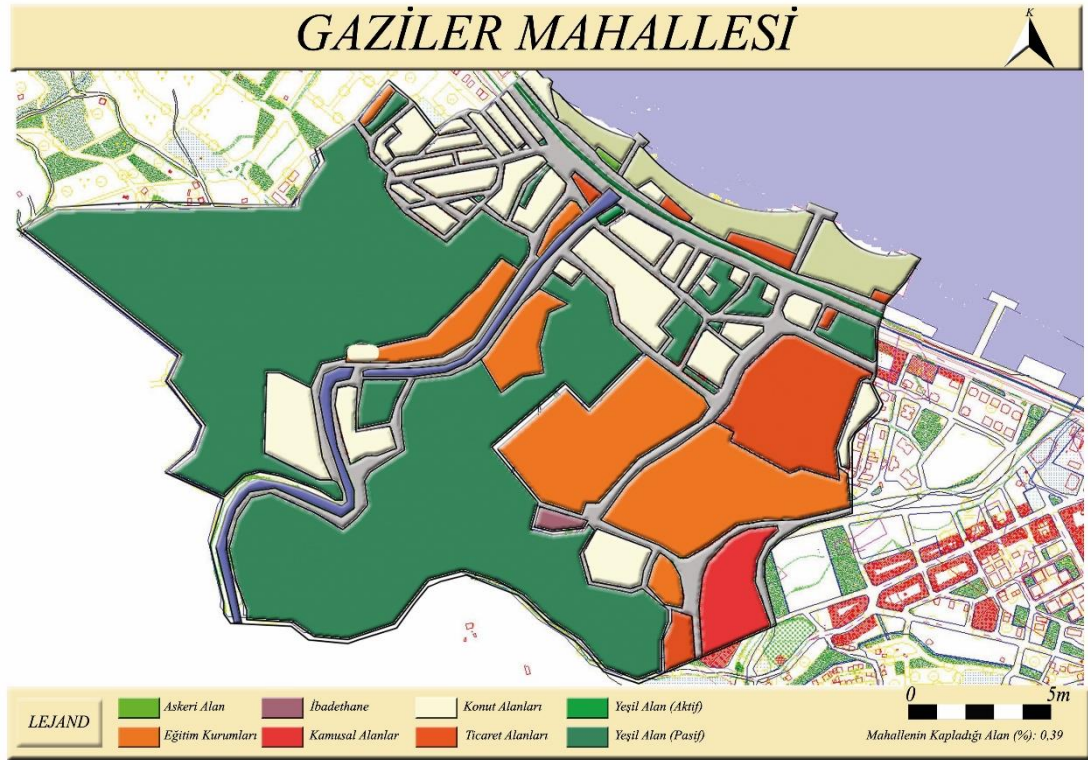 GAZİLER MAHALLESİ
K
LEJAND
Askeri Alan
İbadethane
Konut Alanları
Yeşil Alan (Aktif)
Eğitim Kurumları
Kamusal Alanlar
Ticaret Alanları
Yeşil Alan (Pasif)
0 5m
Mahallenin Kapladığı Alan (%): 0,39